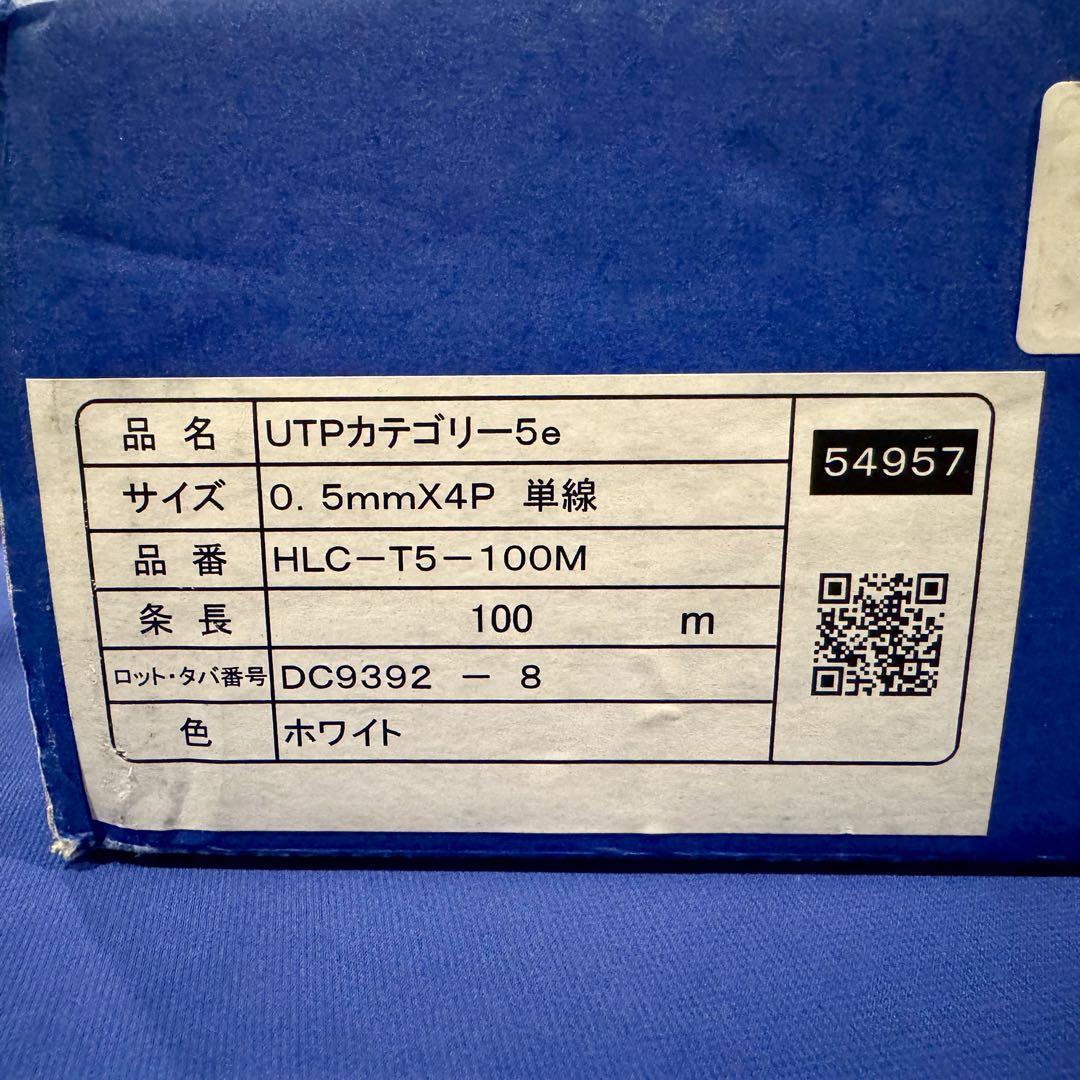 品名 UTPカテゴリー5e
54957
サイズ 0.5mmX4P 単線
品番 HLC-T5-100M
条長 100 m
ロット・タバ番号 DC9392 - 8
色 ホワイト